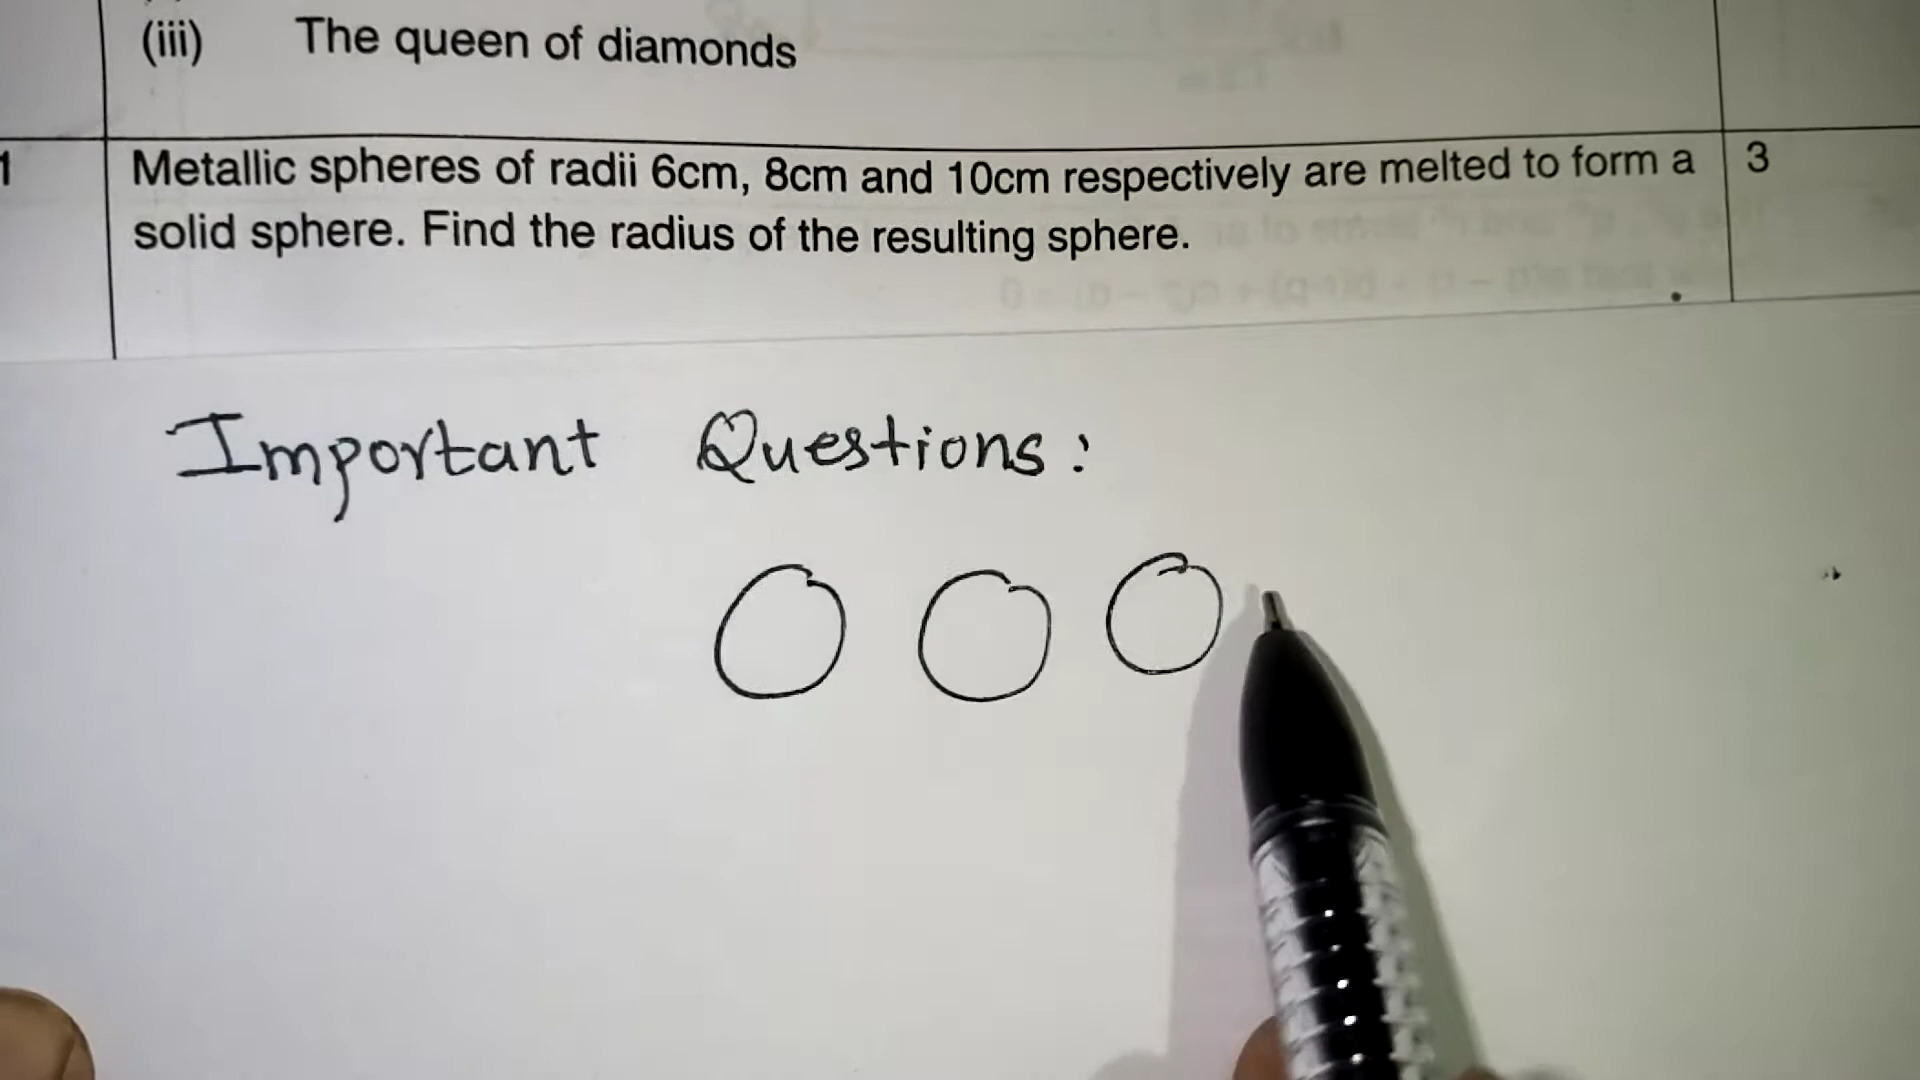 (iii) The queen of diamonds
1 Metallic spheres of radii 6cm, 8cm and 10cm respectively are melted to form a 3
solid sphere. Find the radius of the resulting sphere.
Important Questions: